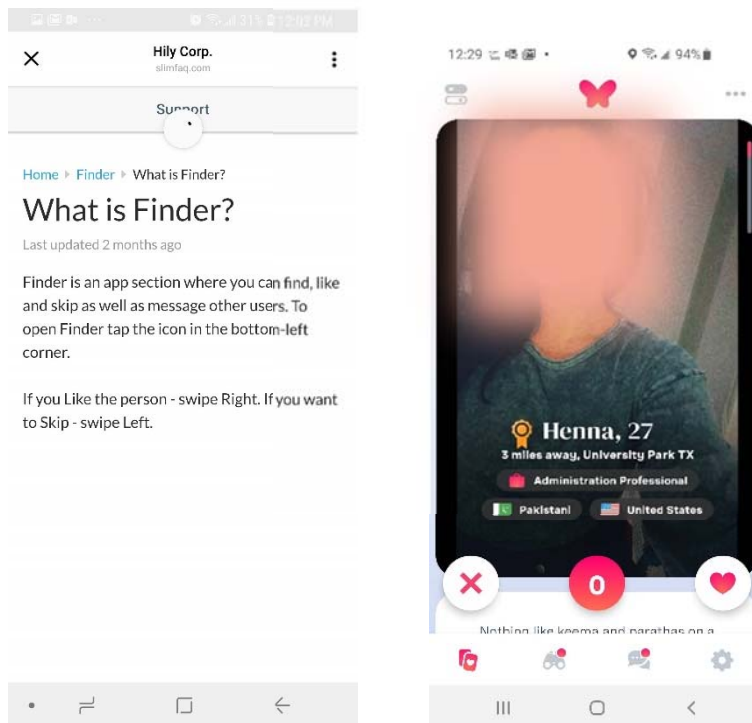 31% 12:02 PM
Hily Corp.
slimfaq.com
Support
Home Finder What is Finder?
What is Finder?
Last updated 2 months ago
Finder is an app section where you can find, like
and skip as well as message other users. To
open Finder tap the icon in the bottom-left
corner.
If you Like the person - swipe Right. If you want
to Skip - swipe Left.
12:29 94%
Henna, 27
3 miles away, University Park TX
Administration Professional
Pakistani United States
0
Nothing like keema and parathas on a